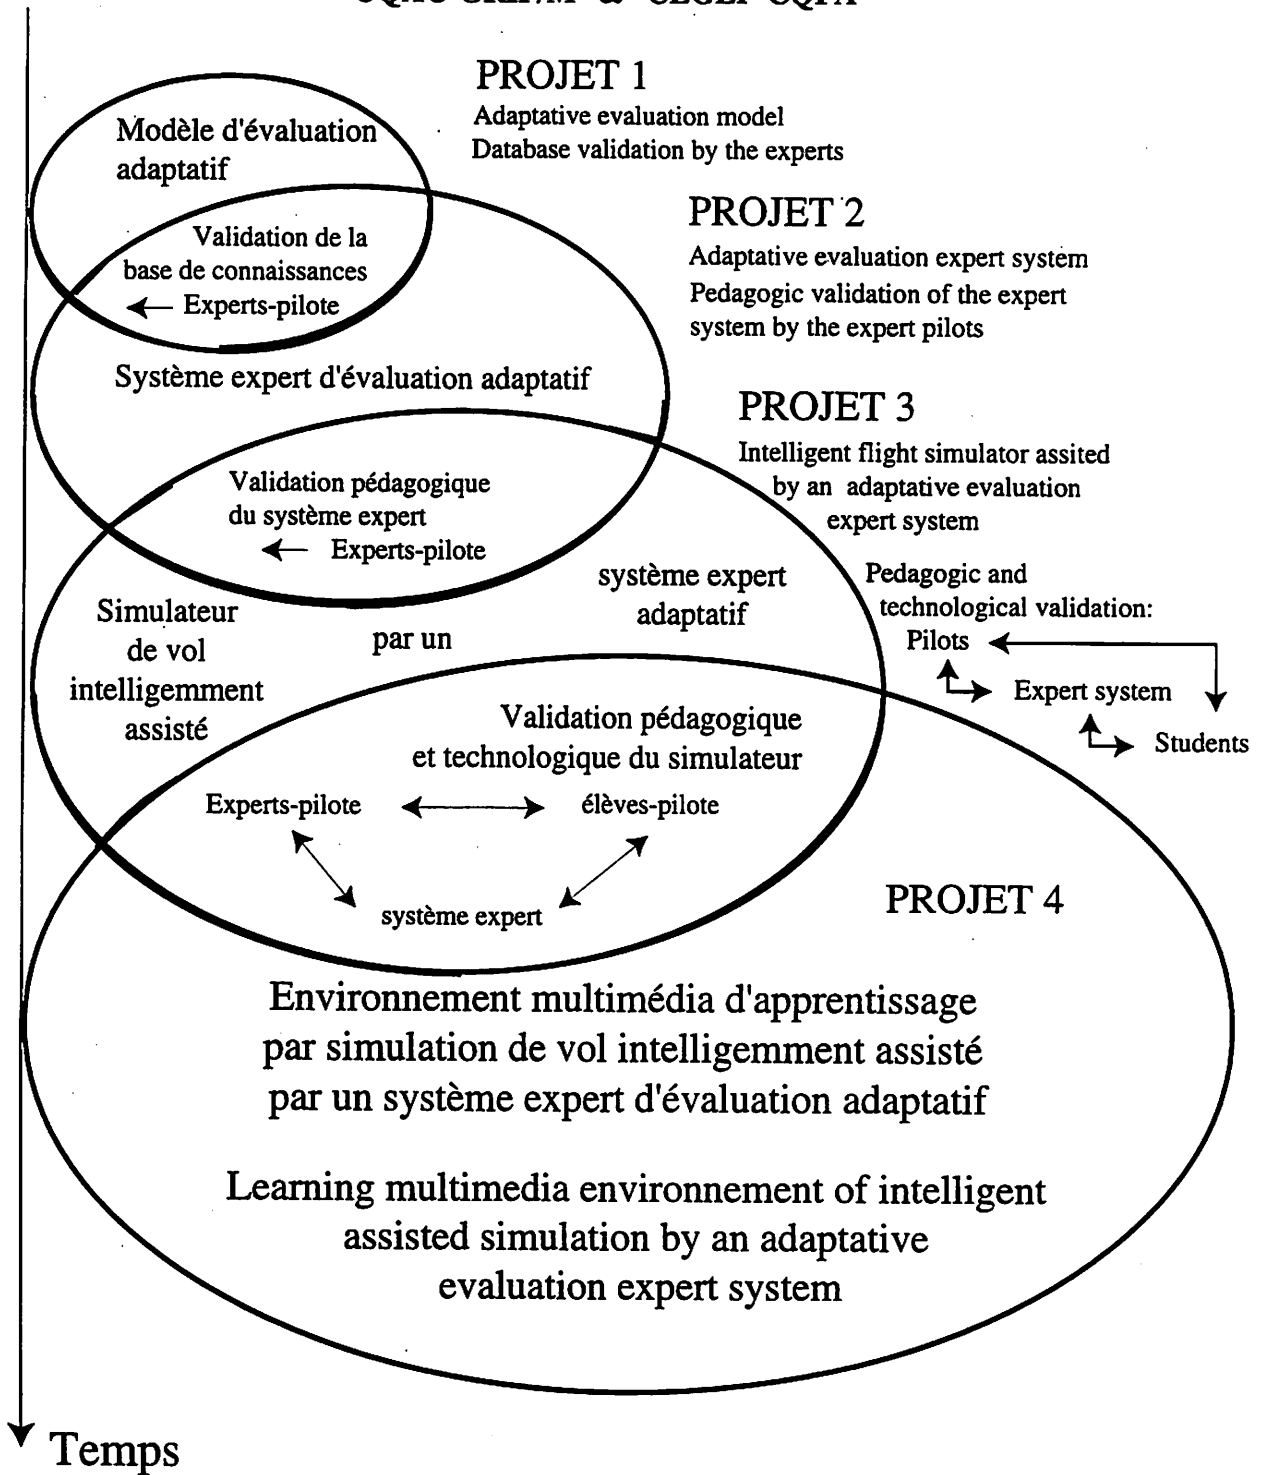 PROJET 1
Adaptative evaluation model
Database validation by the experts
Modèle d'évaluation
adaptatif
PROJET 2
Adaptative evaluation expert system
Pedagogic validation of the expert
system by the expert pilots
Validation de la
base de connaissances
Experts-pilote
Système expert d'évaluation adaptatif
PROJET 3
Intelligent flight simulator assited
by an adaptative evaluation
expert system
Validation pédagogique
du système expert
Experts-pilote
Pedagogic and
technological validation:
Pilots
Expert system
Students
Simulateur
de vol
intelligemment
assisté
par un
système expert
adaptatif
Validation pédagogique
et technologique du simulateur
Experts-pilote
élèves-pilote
système expert
PROJET 4
Environnement multimédia d'apprentissage
par simulation de vol intelligemment assisté
par un système expert d'évaluation adaptatif
Learning multimedia environnement of intelligent
assisted simulation by an adaptative
evaluation expert system
Temps